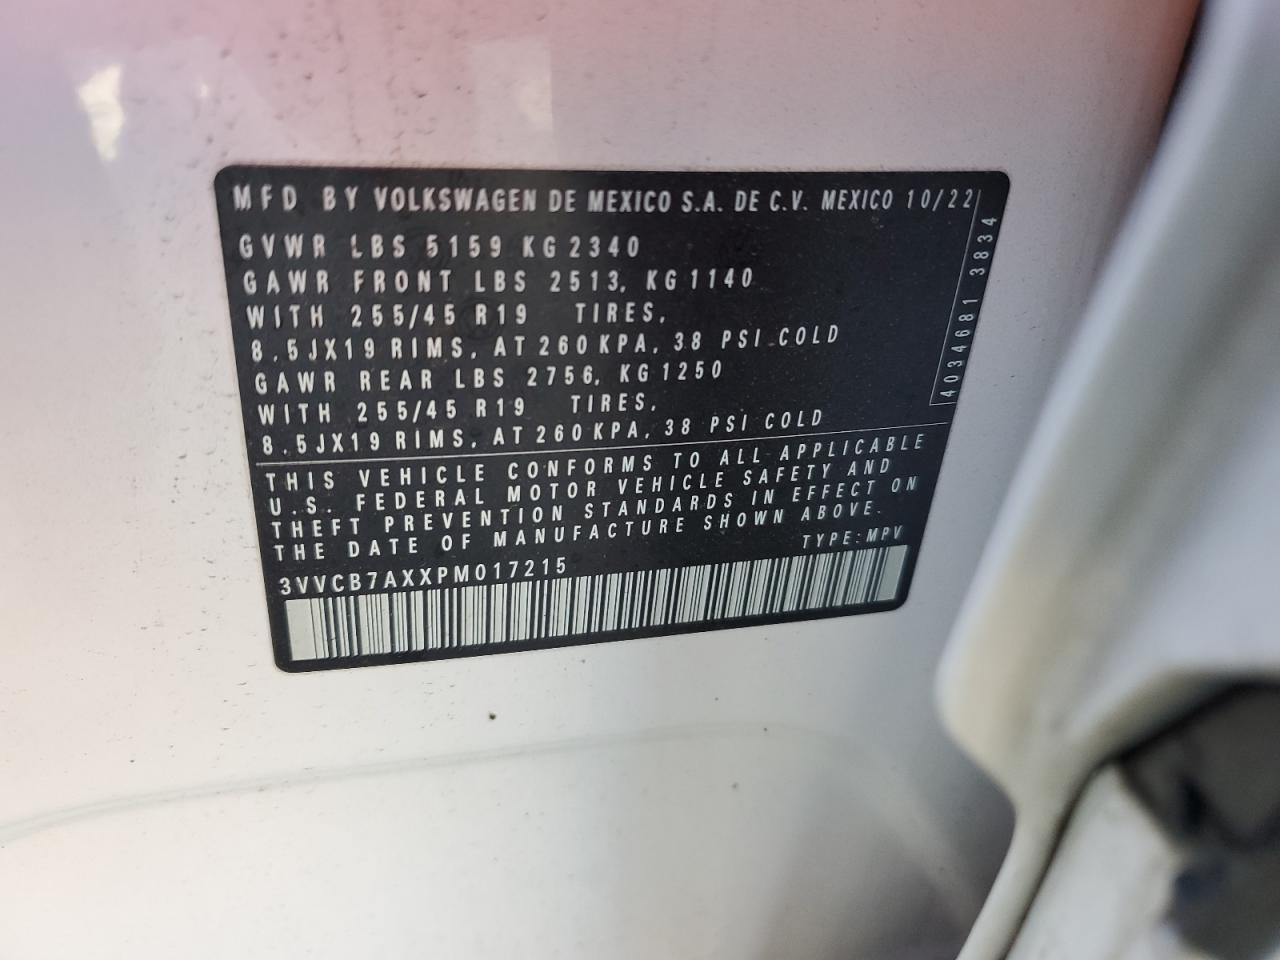 MFD BY VOLKSWAGEN DE MEXICO S.A. DE C.V. MEXICO 10/22
GVWR LBS 5159 KG 2340
GAWR FRONT LBS 2513, KG 1140
WITH 255/45 R19 TIRES,
8.5JX19 RIMS, AT 260 KPA, 38 PSI COLD
GAWR REAR LBS 2756, KG 1250
WITH 255/45 R19 TIRES,
8.5JX19 RIMS, AT 260 KPA, 38 PSI COLD
4034681 3834
THIS VEHICLE CONFORMS TO ALL APPLICABLE
U.S. FEDERAL MOTOR VEHICLE SAFETY AND
THEFT PREVENTION STANDARDS IN EFFECT ON
THE DATE OF MANUFACTURE SHOWN ABOVE.
TYPE: MPV
3VVCB7AXXPM017215